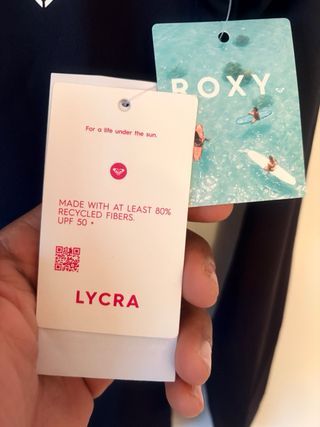 ROXY
For a life under the sun.
MADE WITH AT LEAST 80%
RECYCLED FIBERS.
UPF 50 +
LYCRA